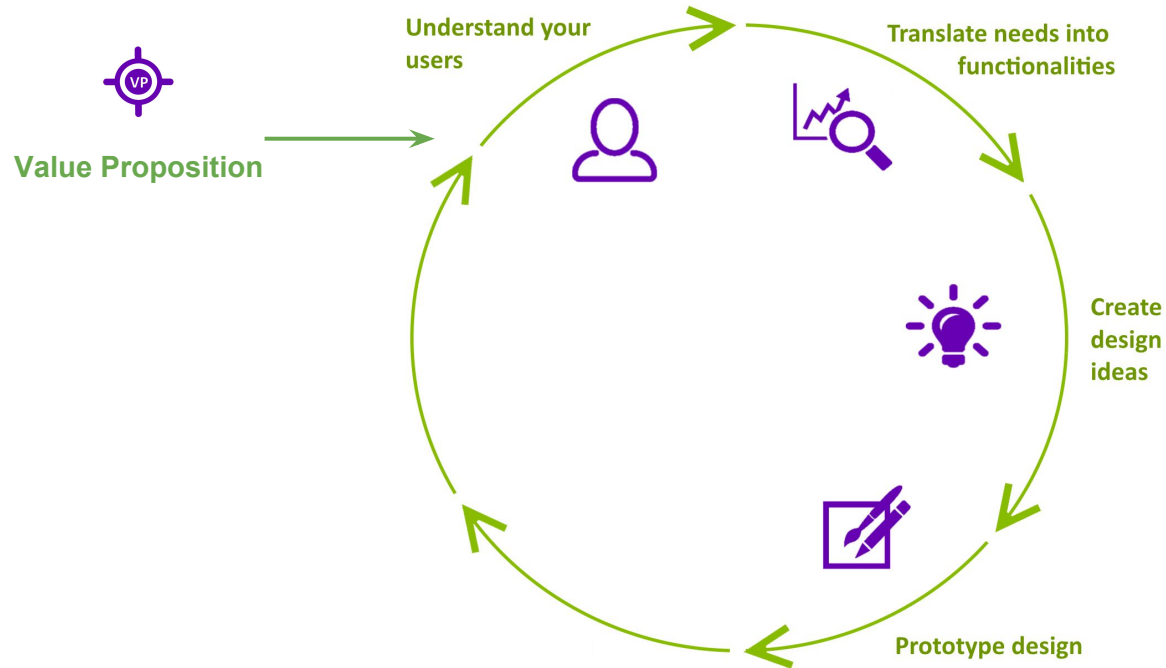 Understand your
users
Translate needs into
functionalities
VP
Value Proposition
Create
design
ideas
Prototype design